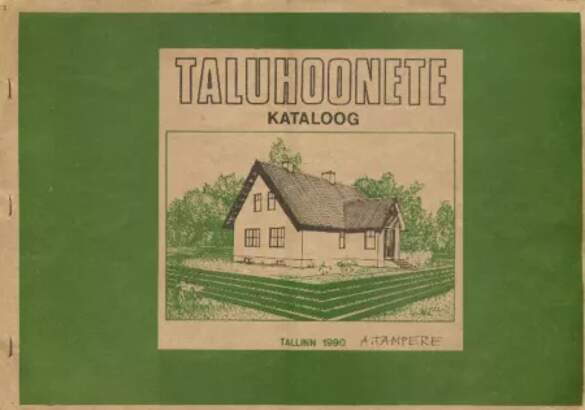 TALUHOONETE
KATALOOG
TALLINN 1990 A.TAMPERE